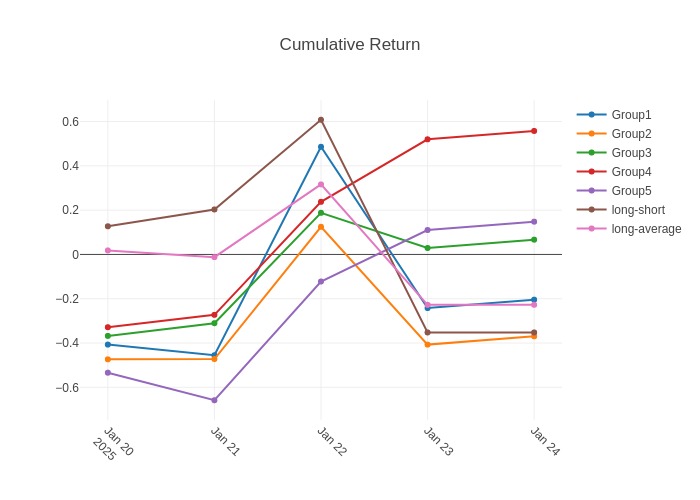 Cumulative Return
0.6
0.4
0.2
0
−0.2
−0.4
−0.6
Jan 20
2025
Jan 21
Jan 22
Jan 23
Jan 24
Group1
Group2
Group3
Group4
Group5
long-short
long-average